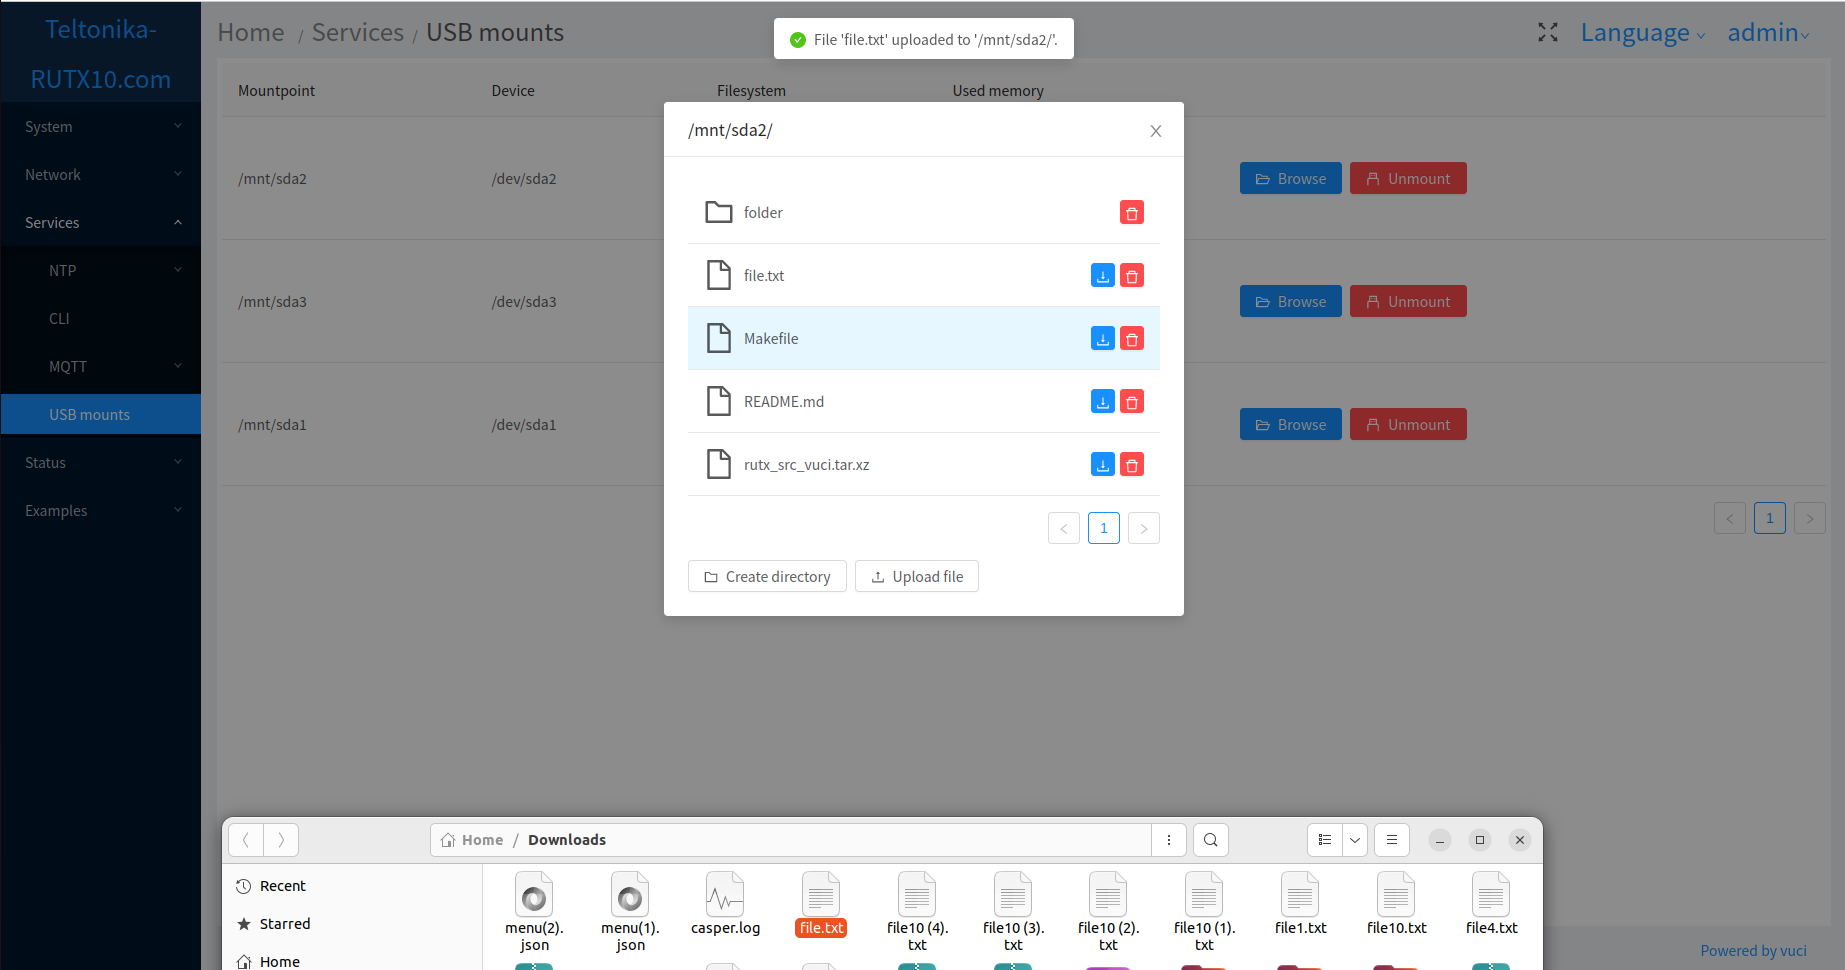 Teltonika-
RUTX10.com
Home / Services / USB mounts
File 'file.txt' uploaded to '/mnt/sda2/'.
Language
admin
System
Network
Services
NTP
CLI
MQTT
USB mounts
Status
Examples
Mountpoint Device Filesystem Used memory
/mnt/sda2 /dev/sda2 Browse Unmount
/mnt/sda3 /dev/sda3 Browse Unmount
/mnt/sda1 /dev/sda1 Browse Unmount
< 1 >
/mnt/sda2/
folder
file.txt
Makefile
README.md
rutx_src_vuci.tar.xz
< 1 >
Create directory Upload file
Home / Downloads
Recent
Starred
Home
menu(2).
json
menu(1).
json
casper.log
file.txt
file10 (4).
txt
file10 (3).
txt
file10 (2).
txt
file10 (1).
txt
file1.txt
file10.txt
file4.txt
Powered by vuci